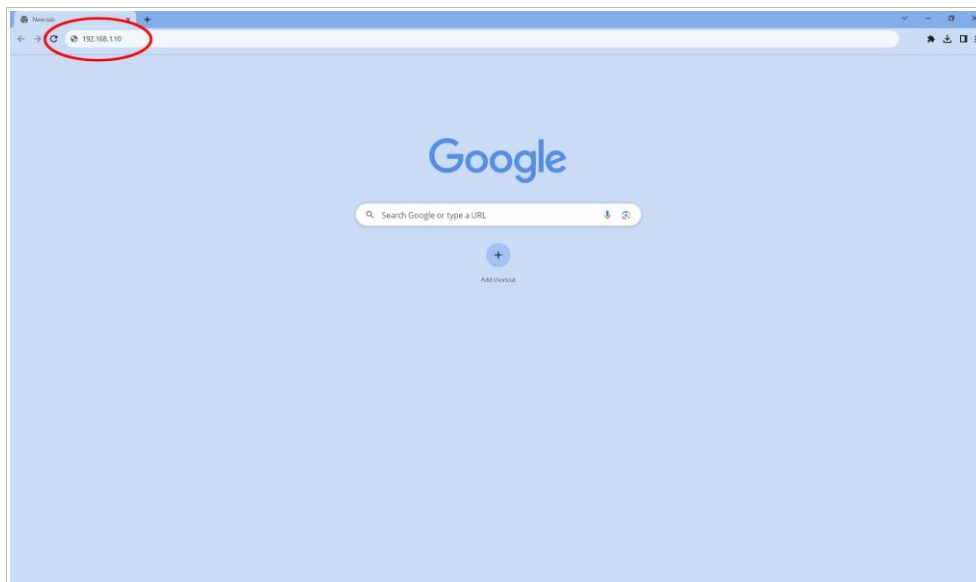 New tab
192.168.1.10
Google
Search Google or type a URL
Add shortcut